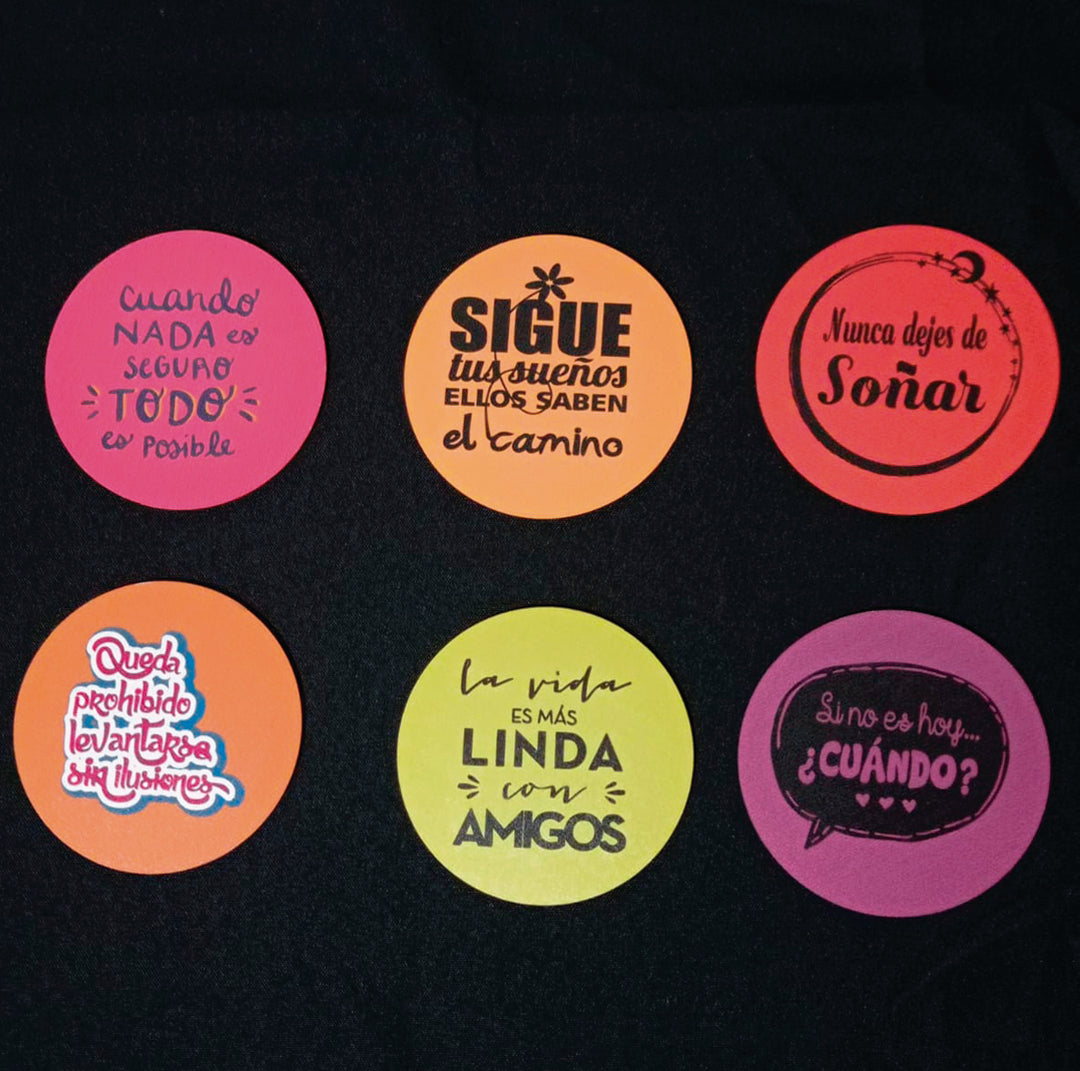 cuando
NADA es
SEGURO
TODO
es Posible
SIGUE
tus sueños
ELLOS SABEN
el camino
Nunca dejes de
Soñar
Queda
prohibido
levantarse
sin ilusiones
la vida
ES MÁS
LINDA
con
AMIGOS
Si no es hoy...
¿CUÁNDO?